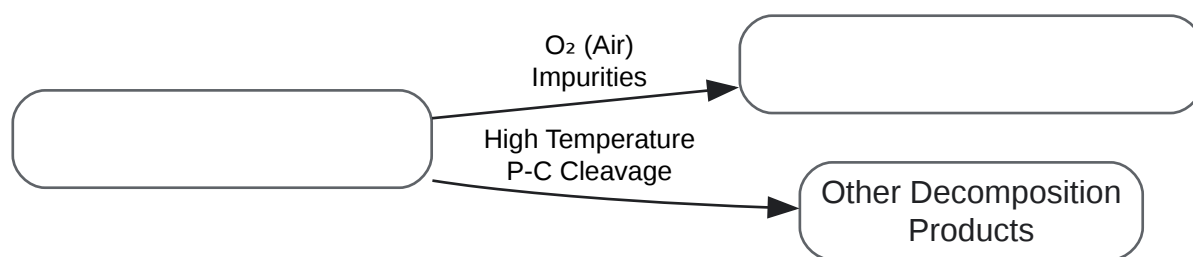 O₂ (Air)
Impurities
High Temperature
P-C Cleavage
Other Decomposition
Products